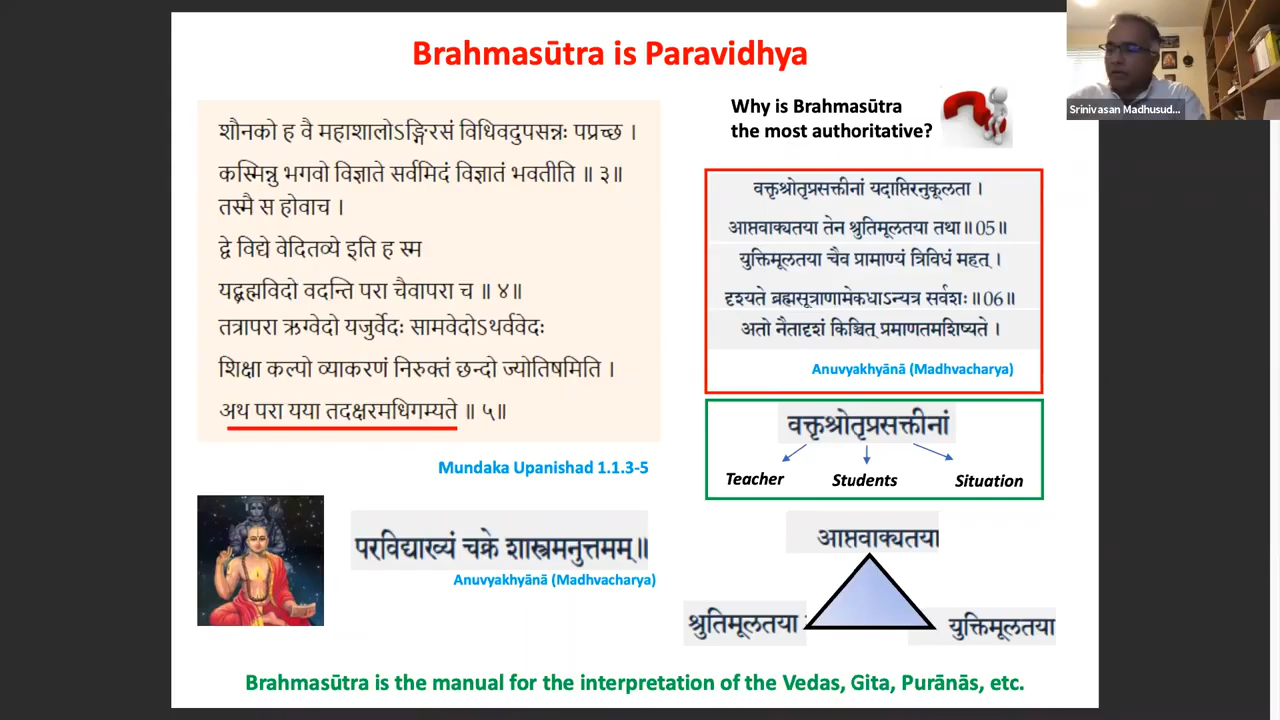 Brahmasūtra is Paravidhya
शौनको ह वै महाशालोऽङ्गिरसं विधिवदुपसन्नः पप्रच्छ ।
कस्मिन्नु भगवो विज्ञाते सर्वमिदं विज्ञातं भवतीति ॥ ३॥
तस्मै स होवाच ।
द्वे विद्ये वेदितव्ये इति ह स्म
यद्ब्रह्मविदो वदन्ति परा चैवापरा च ॥ ४॥
तत्रापरा ऋग्वेदो यजुर्वेदः सामवेदोऽथर्ववेदः
शिक्षा कल्पो व्याकरणं निरुक्तं छन्दो ज्योतिषमिति ।
अथ परा यया तदक्षरमधिगम्यते ॥ ५॥
Mundaka Upanishad 1.1.3-5
परविद्याख्यं चक्रे शास्त्रमनुत्तमम्॥
Anuvyakhyānā (Madhvacharya)
Why is Brahmasūtra
the most authoritative?
वक्तृश्रोतृप्रसक्तीनां यदाप्तिरनुकूलता ।
आप्तवाक्यतया तेन श्रुतिमूलतया तथा॥05॥
युक्तिमूलतया चैव प्रामाण्यं त्रिविधं महत् ।
दृश्यते ब्रह्मसूत्राणामेकधाऽन्यत्र सर्वशः॥06॥
अतो नैतादृशं किञ्चित् प्रमाणतमशिष्यते ।
Anuvyakhyānā (Madhvacharya)
वक्तृश्रोतृप्रसक्तीनां
Teacher Students Situation
आप्तवाक्यतया
श्रुतिमूलतया युक्तिमूलतया
Brahmasūtra is the manual for the interpretation of the Vedas, Gita, Purānās, etc.
Srinivasan Madhusud...